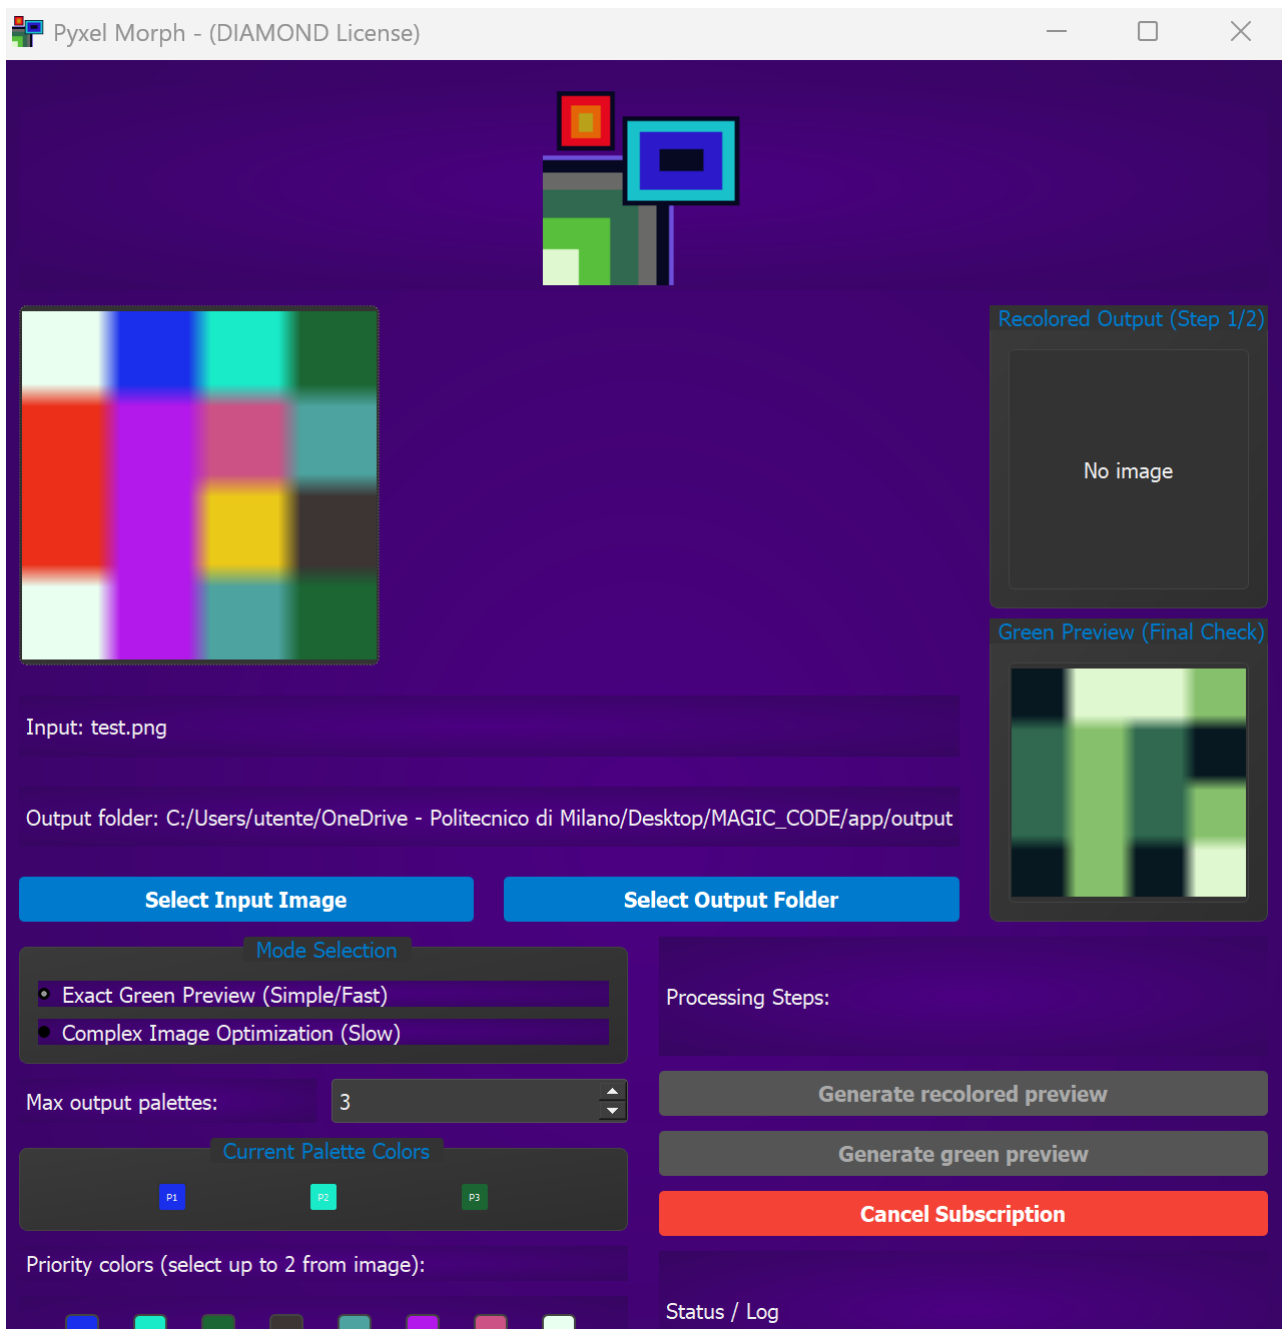 Pyxel Morph - (DIAMOND License)
Recolored Output (Step 1/2)
No image
Green Preview (Final Check)
Input: test.png
Output folder: C:/Users/utente/OneDrive - Politecnico di Milano/Desktop/MAGIC_CODE/app/output
Select Input Image
Select Output Folder
Mode Selection
Exact Green Preview (Simple/Fast)
Complex Image Optimization (Slow)
Max output palettes:
3
Current Palette Colors
P1
P2
P3
Priority colors (select up to 2 from image):
Processing Steps:
Generate recolored preview
Generate green preview
Cancel Subscription
Status / Log